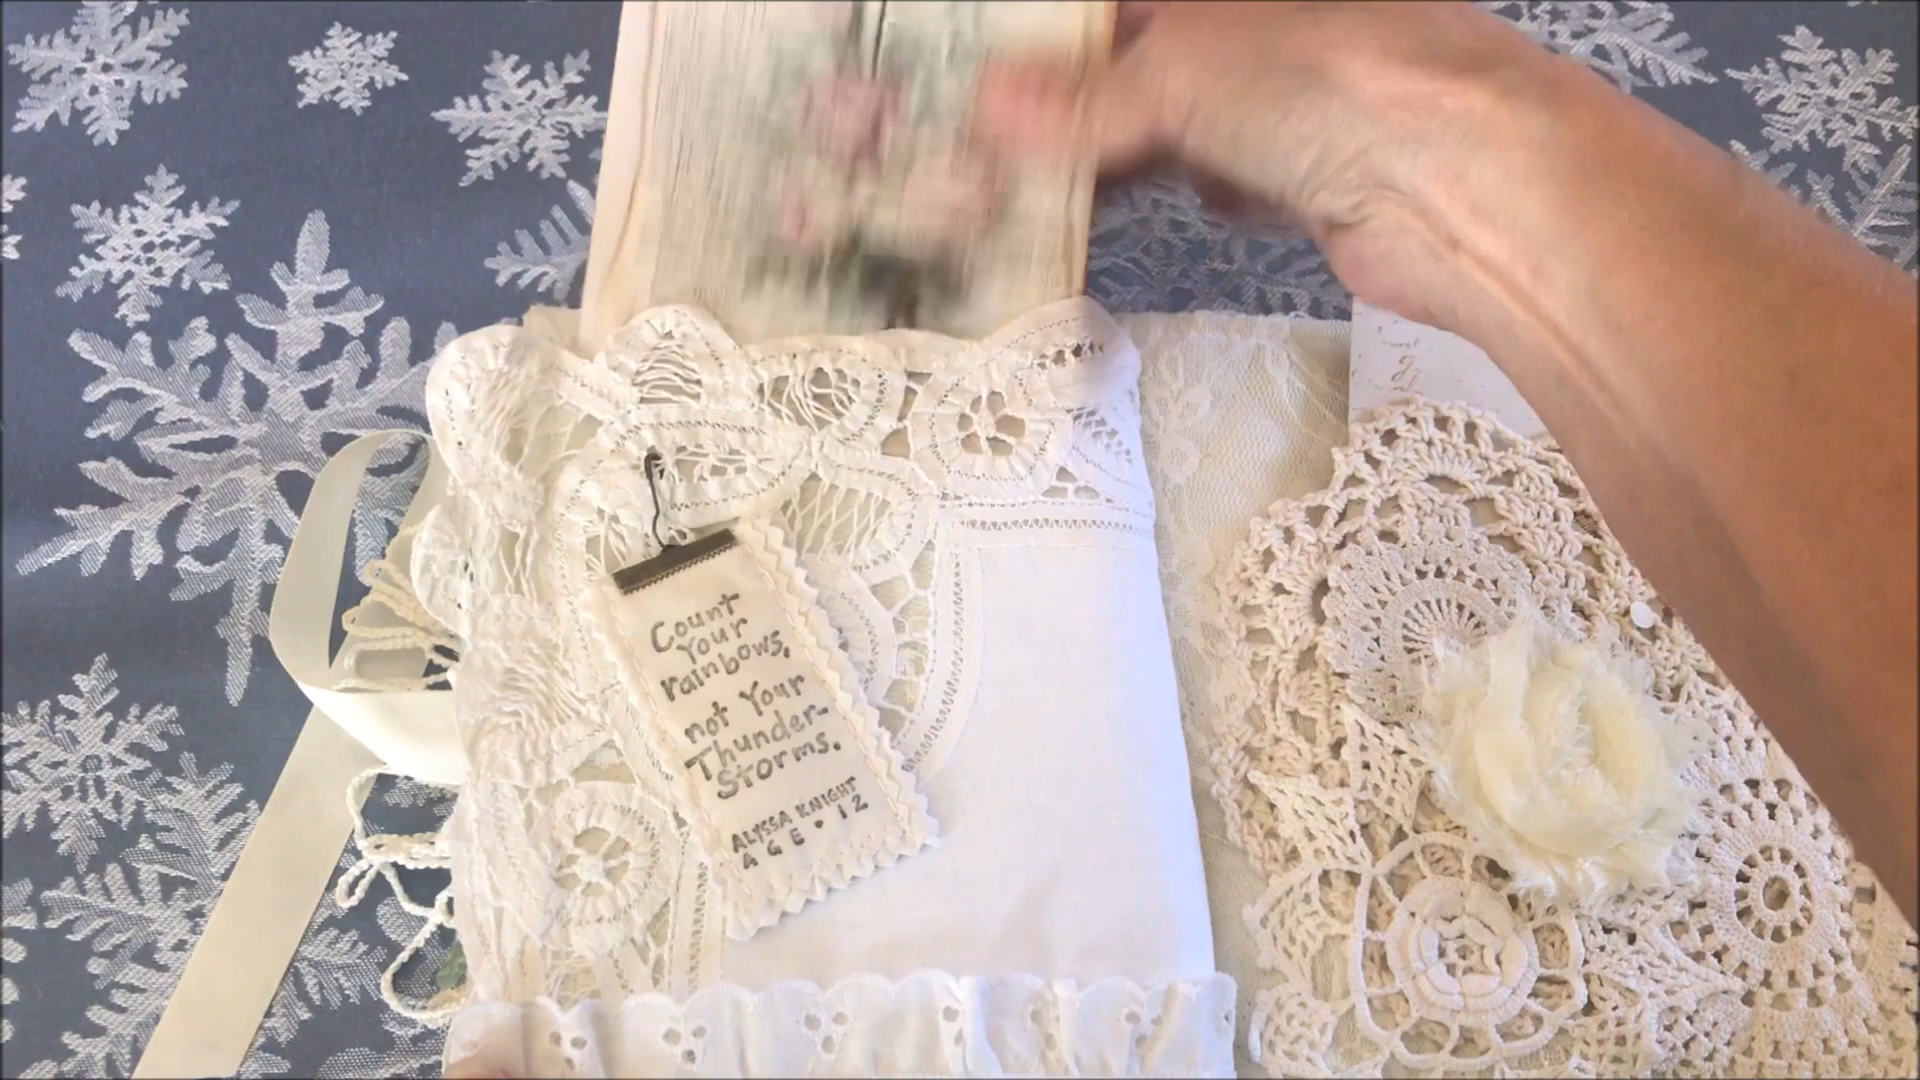 Count
Your
rainbows,
not Your
Thunder-
Storms.
ALYSSA KNIGHT
AGE • 12